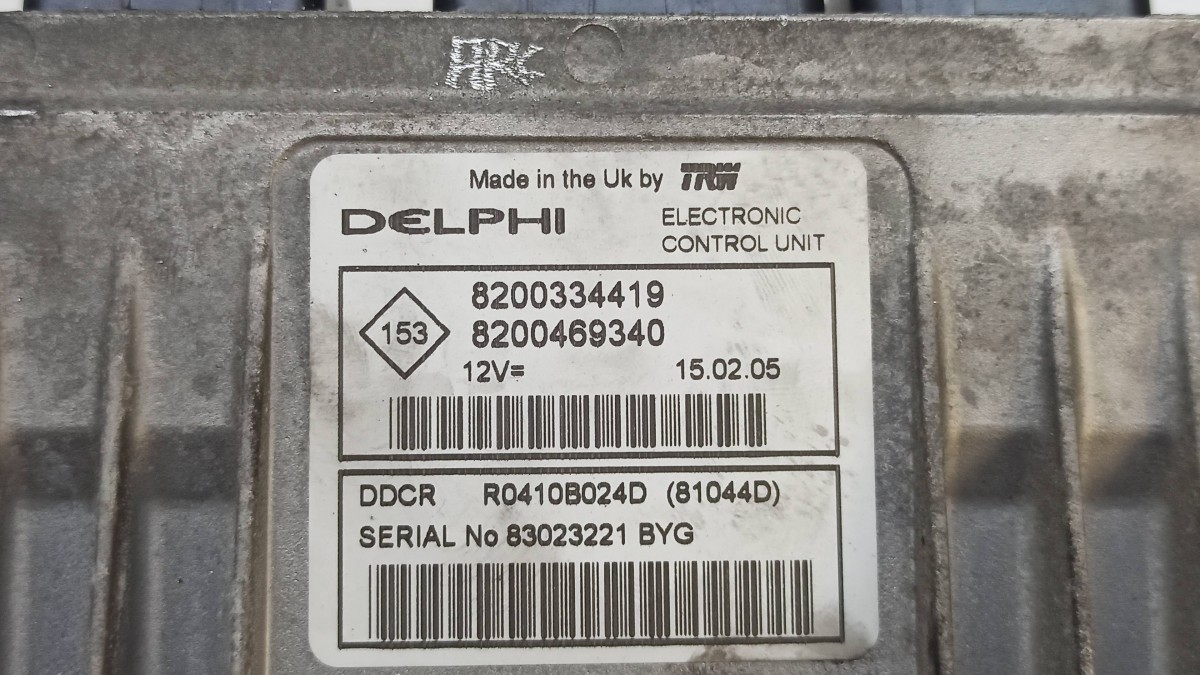 ARK
Made in the Uk by TRW
DELPHI
ELECTRONIC
CONTROL UNIT
8200334419
153
8200469340
12V= 15.02.05
DDCR R0410B024D (81044D)
SERIAL No 83023221 BYG